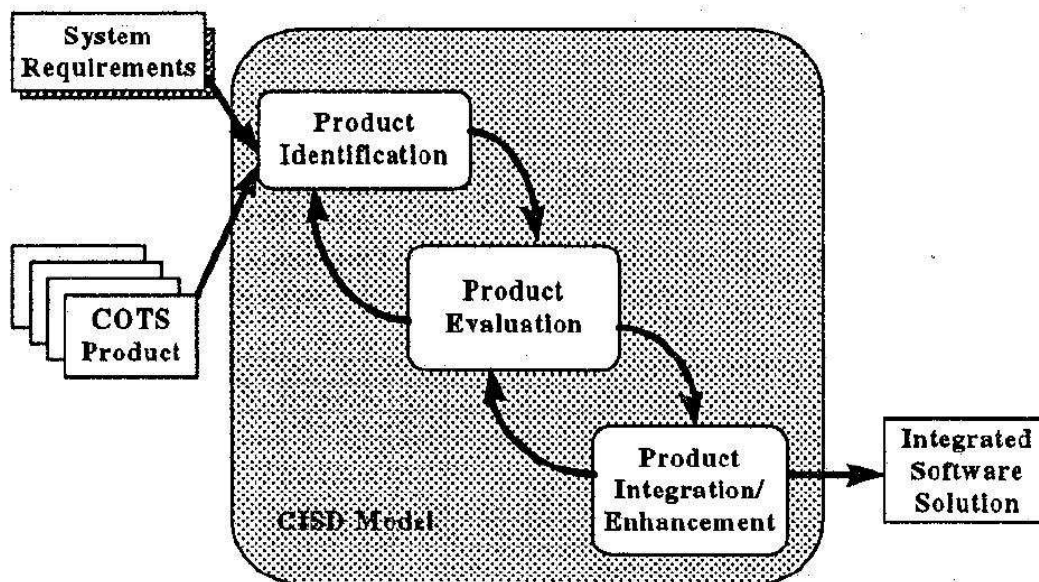 System
Requirements
Product
Identification
COTS
Product
Product
Evaluation
Product
Integration/
Enhancement
Integrated
Software
Solution
CISD Model